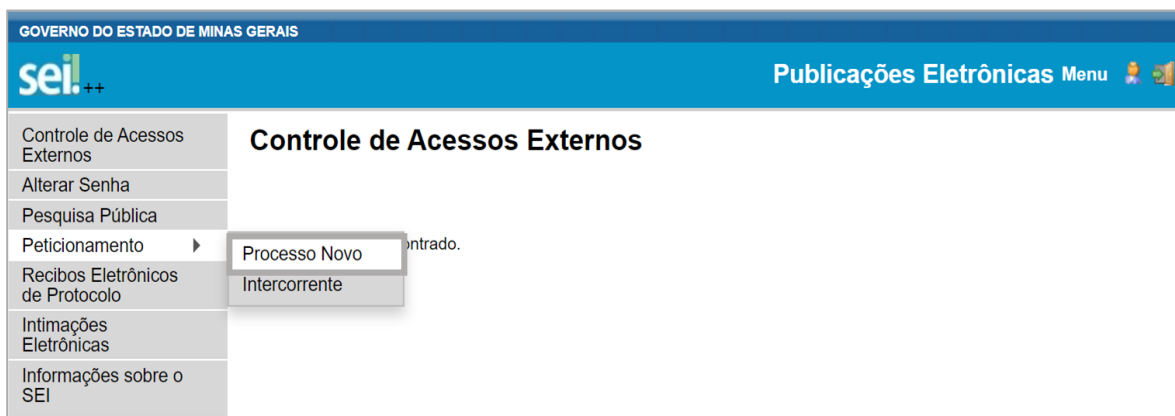 GOVERNO DO ESTADO DE MINAS GERAIS
sei! ++
Publicações Eletrônicas Menu
Controle de Acessos
Externos
Alterar Senha
Pesquisa Pública
Peticionamento
Recibos Eletrônicos
de Protocolo
Intimações
Eletrônicas
Informações sobre o
SEI
Controle de Acessos Externos
ontrado.
Processo Novo
Intercorrente